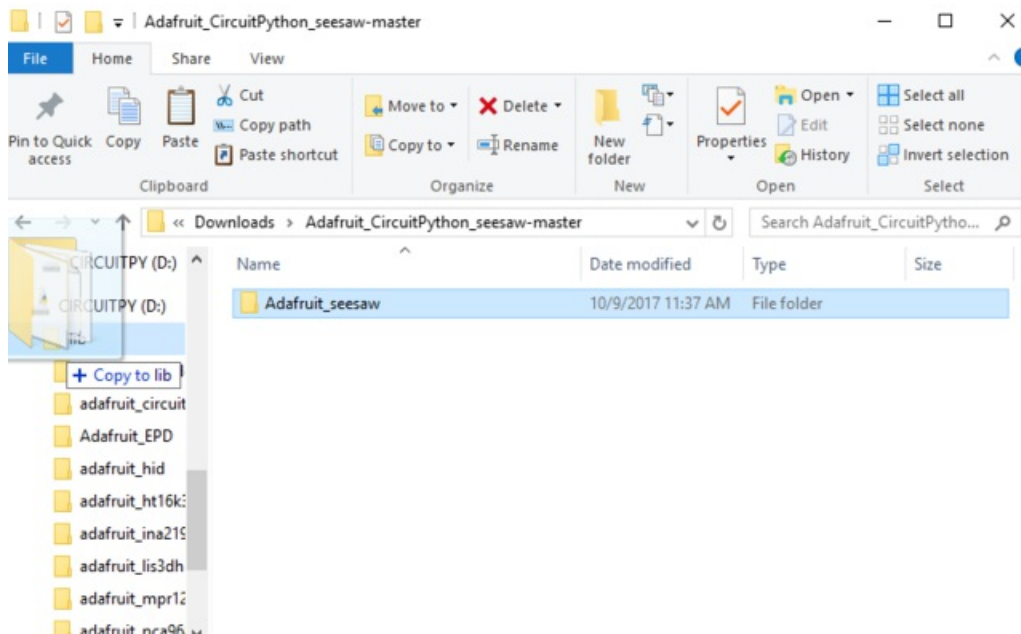 Adafruit_CircuitPython_seesaw-master
File Home Share View
Pin to Quick access
Copy
Paste
Cut
Copy path
Paste shortcut
Clipboard
Move to
Copy to
Delete
Rename
Organize
New folder
New
Properties
Open
Edit
History
Open
Select all
Select none
Invert selection
Select
« Downloads > Adafruit_CircuitPython_seesaw-master
Search Adafruit_CircuitPytho...
Name Date modified Type Size
Adafruit_seesaw 10/9/2017 11:37 AM File folder
CIRCUITPY (D:)
CIRCUITPY (D:)
lib
+ Copy to lib
adafruit_circuit
Adafruit_EPD
adafruit_hid
adafruit_ht16k3
adafruit_ina219
adafruit_lis3dh
adafruit_mpr12
adafruit_pca96